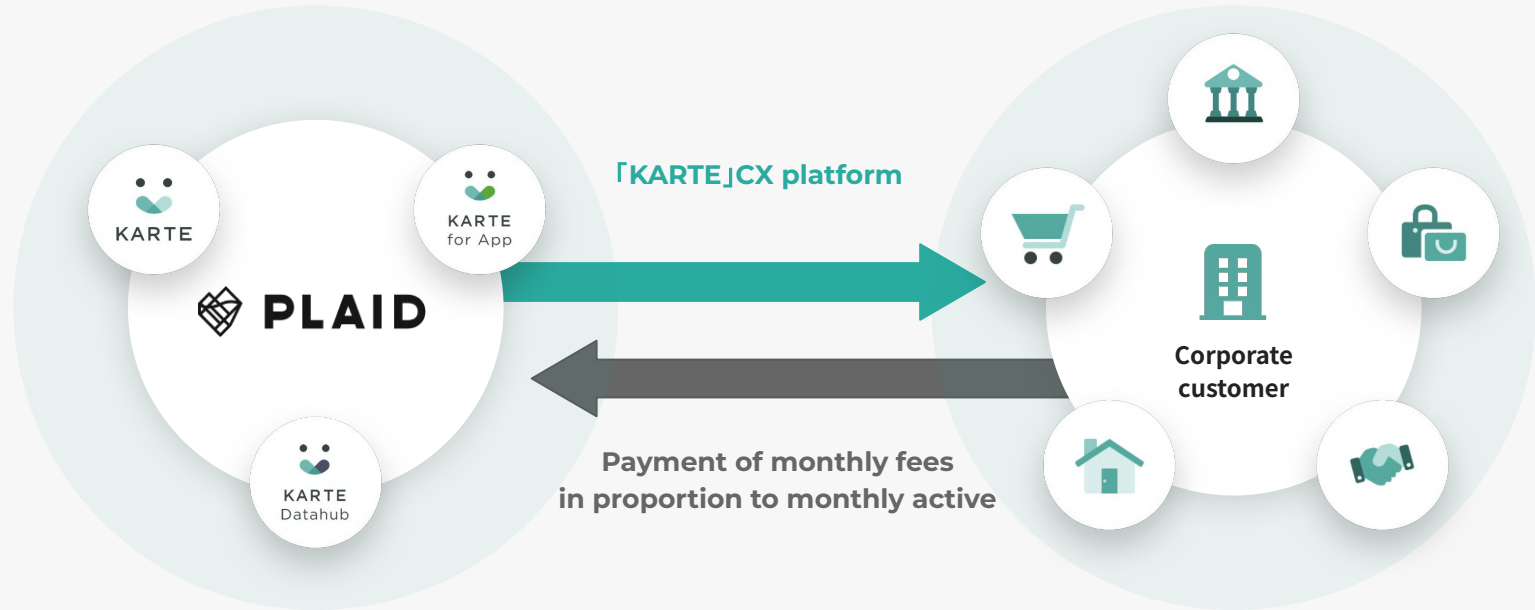 KARTE
KARTE
for App
PLAID
KARTE
Datahub
「KARTE」CX platform
Payment of monthly fees
in proportion to monthly active
Corporate
customer